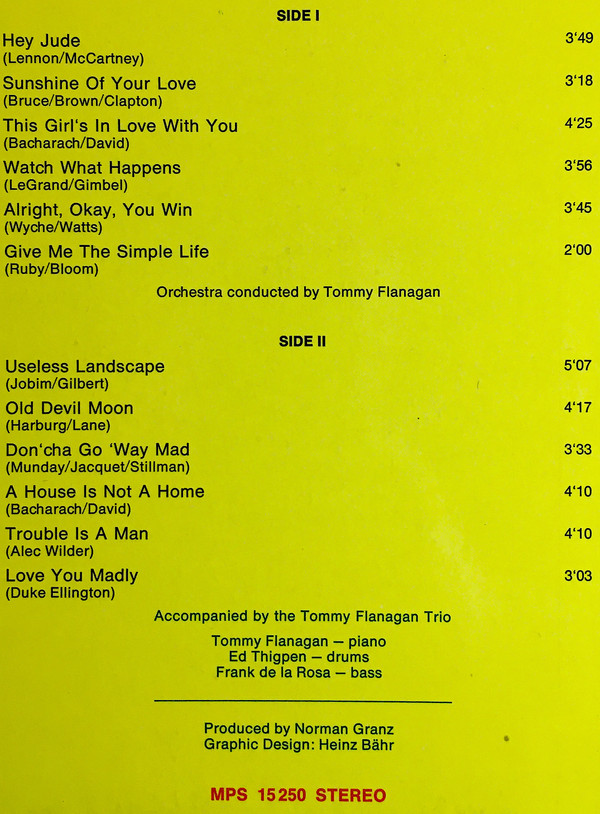 SIDE I
Hey Jude 3'49
(Lennon/McCartney)
Sunshine Of Your Love 3'18
(Bruce/Brown/Clapton)
This Girl's In Love With You 4'25
(Bacharach/David)
Watch What Happens 3'56
(LeGrand/Gimbel)
Alright, Okay, You Win 3'45
(Wyche/Watts)
Give Me The Simple Life 2'00
(Ruby/Bloom)
Orchestra conducted by Tommy Flanagan
SIDE II
Useless Landscape 5'07
(Jobim/Gilbert)
Old Devil Moon 4'17
(Harburg/Lane)
Don'cha Go 'Way Mad 3'33
(Munday/Jacquet/Stillman)
A House Is Not A Home 4'10
(Bacharach/David)
Trouble Is A Man 4'10
(Alec Wilder)
Love You Madly 3'03
(Duke Ellington)
Accompanied by the Tommy Flanagan Trio
Tommy Flanagan – piano
Ed Thigpen – drums
Frank de la Rosa – bass
Produced by Norman Granz
Graphic Design: Heinz Bähr
MPS 15250 STEREO